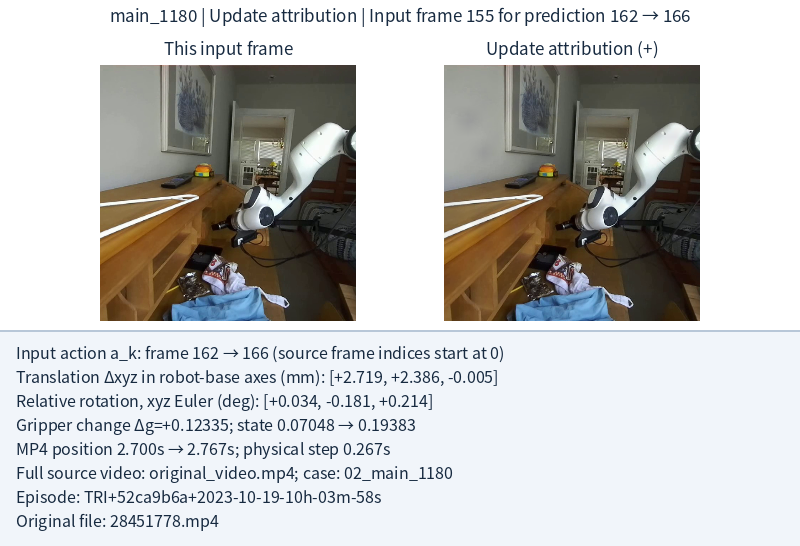 main_1180 | Update attribution | Input frame 155 for prediction 162 → 166
This input frame
Update attribution (+)
Input action a_k: frame 162 → 166 (source frame indices start at 0)
Translation Δxyz in robot-base axes (mm): [+2.719, +2.386, -0.005]
Relative rotation, xyz Euler (deg): [+0.034, -0.181, +0.214]
Gripper change Δg=+0.12335; state 0.07048 → 0.19383
MP4 position 2.700s → 2.767s; physical step 0.267s
Full source video: original_video.mp4; case: 02_main_1180
Episode: TRI+52ca9b6a+2023-10-19-10h-03m-58s
Original file: 28451778.mp4